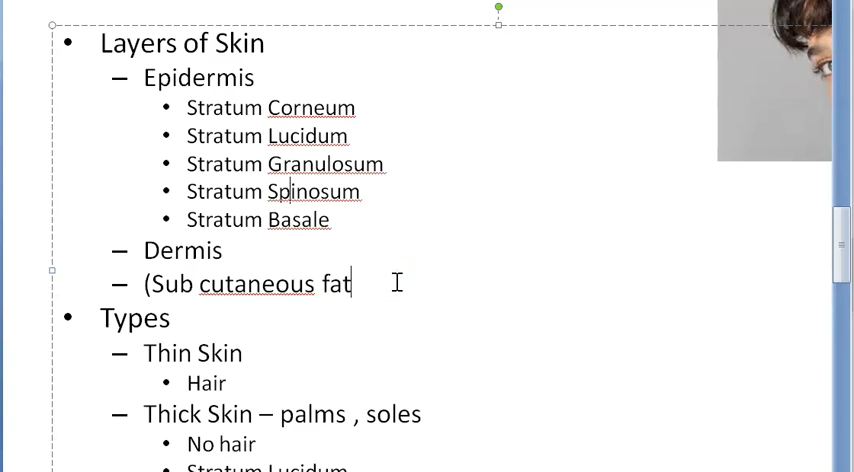 • Layers of Skin
– Epidermis
• Stratum Corneum
• Stratum Lucidum
• Stratum Granulosum
• Stratum Spinosum
• Stratum Basale
– Dermis
– (Sub cutaneous fat
• Types
– Thin Skin
• Hair
– Thick Skin – palms , soles
• No hair
• Stratum Lucidum